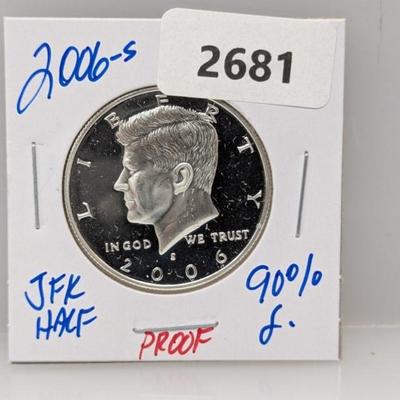 2006-s
2681
LIBERTY
IN GOD WE TRUST
S
2006
JFK
HALF
PROOF
90%
S.